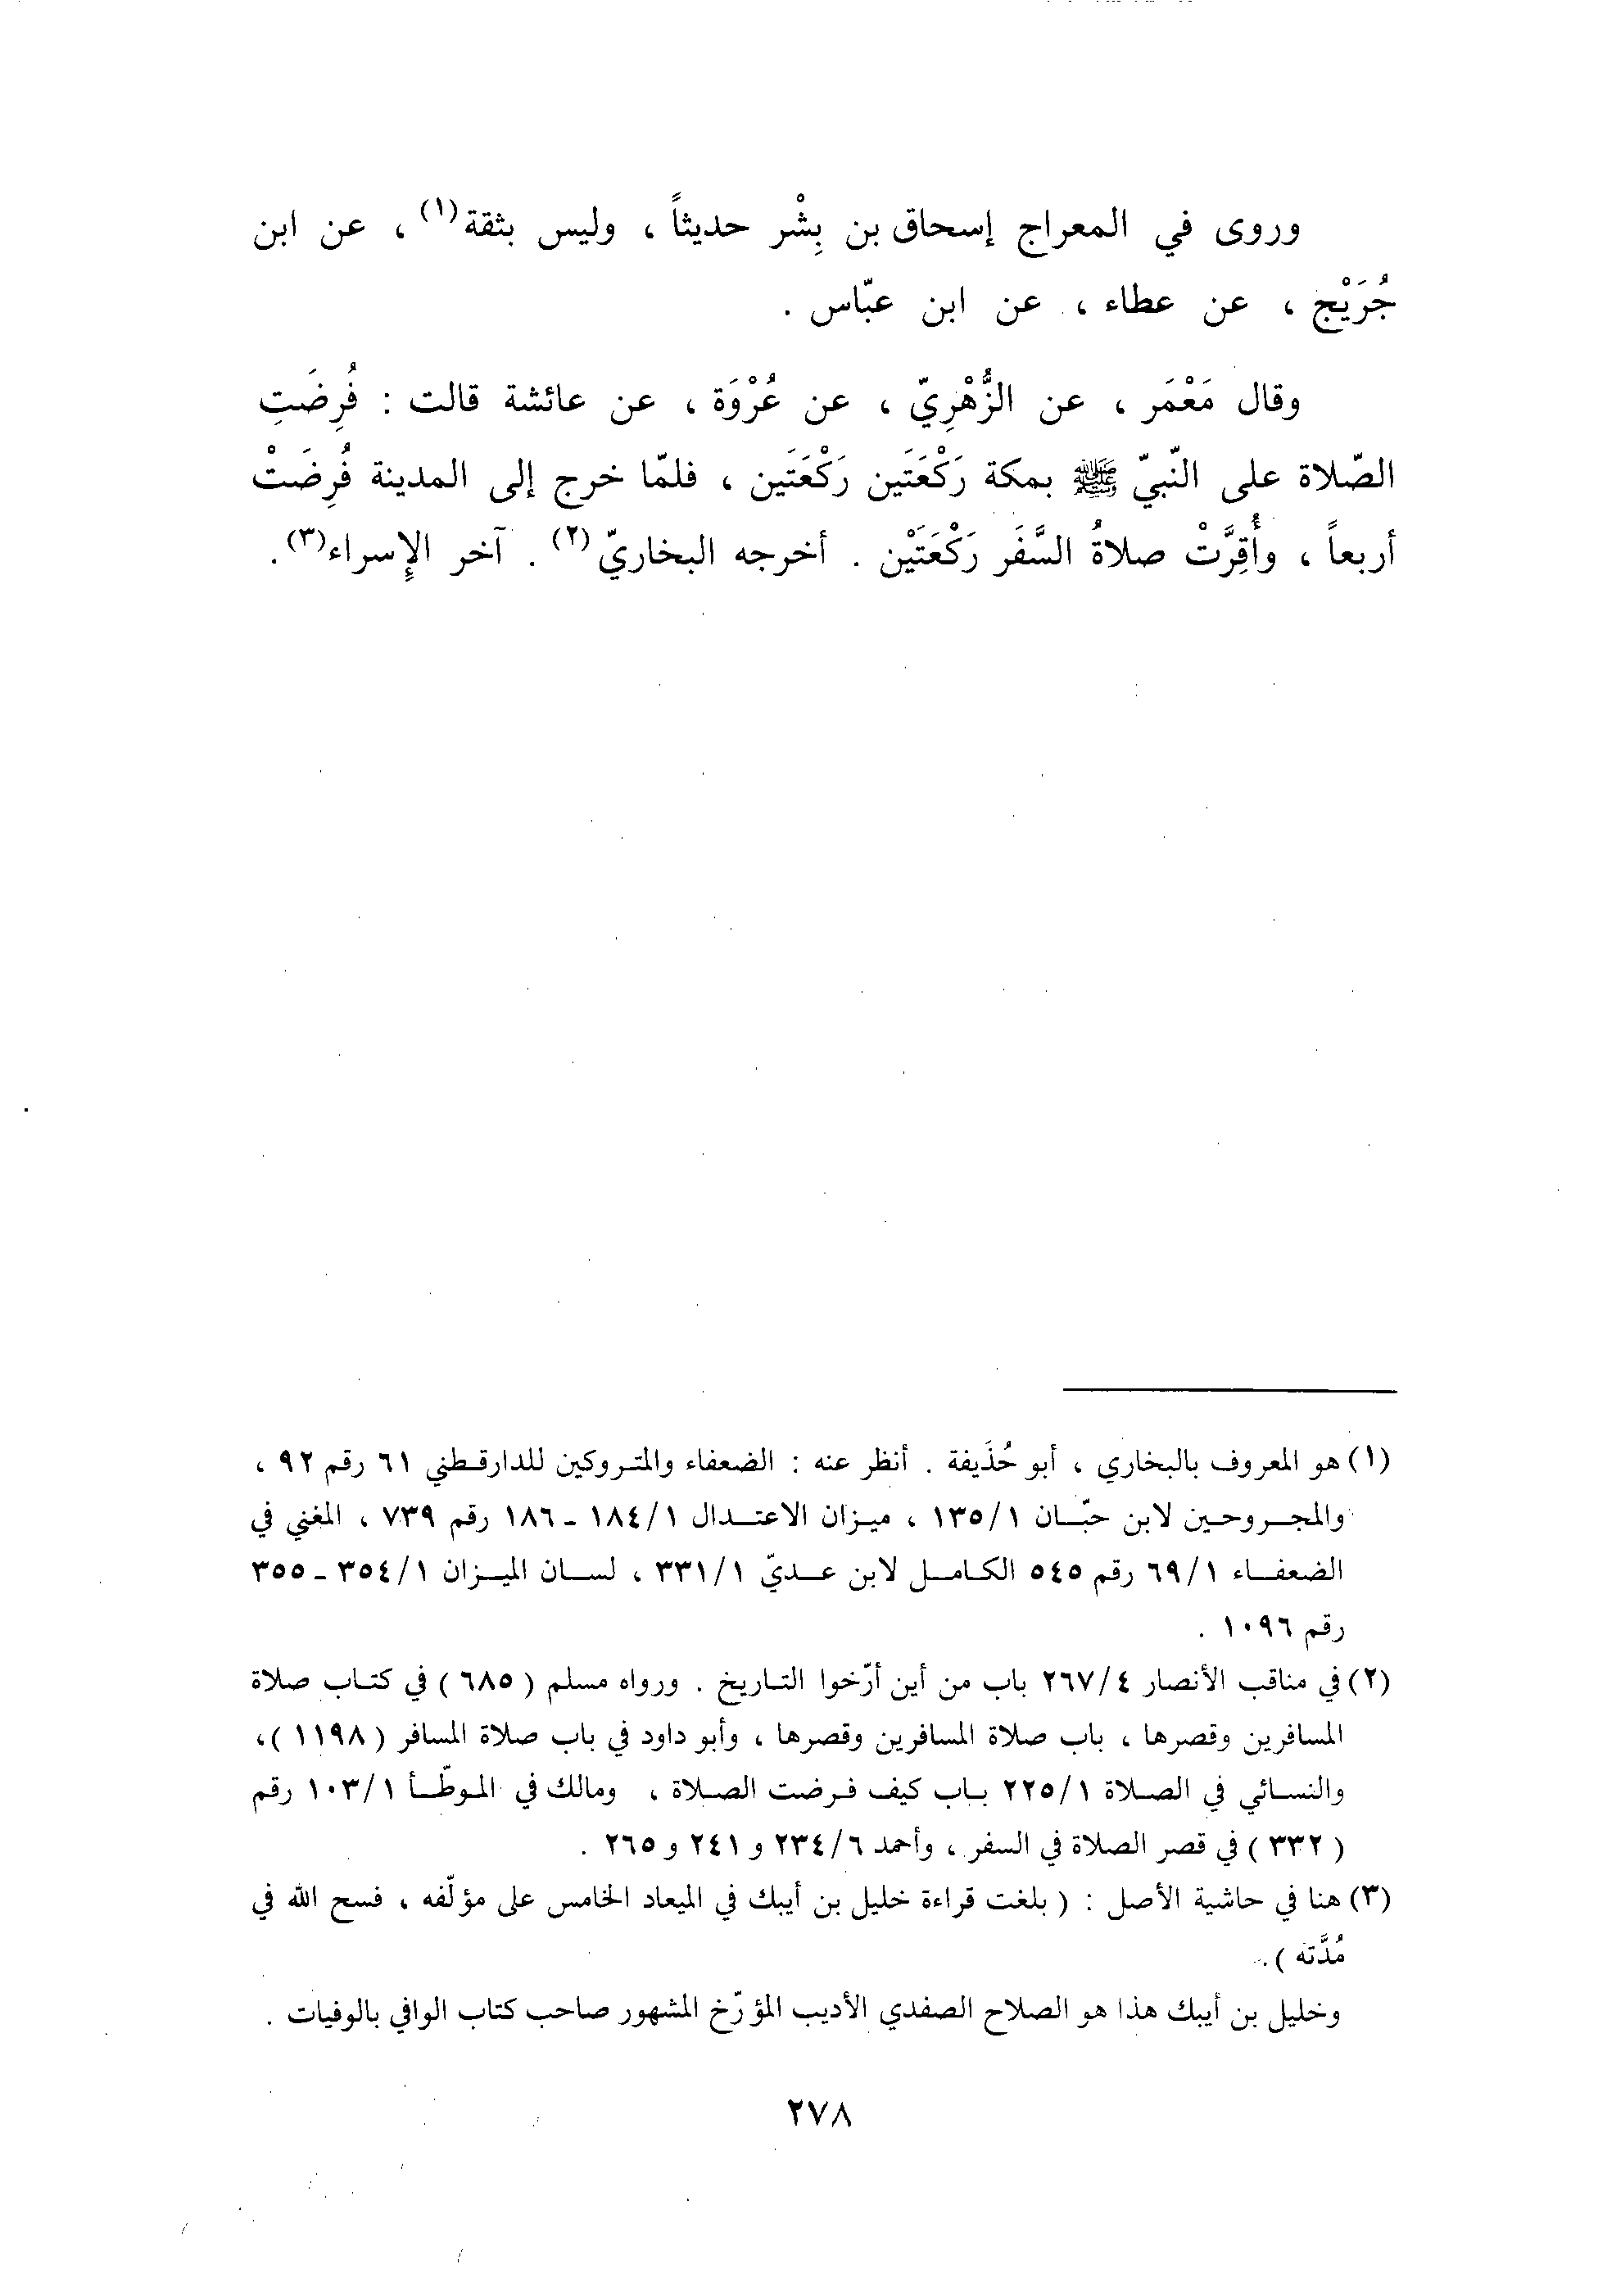 وروى في المعراج إسحاق بن بِشْر حديثاً ، وليس بثقة(١) ، عن ابن
جُرَيْج ، عن عطاء ، عن ابن عبّاس .
وقال مَعْمَر ، عن الزُّهْرِيّ ، عن عُرْوَة ، عن عائشة قالت : فُرِضَتِ
الصّلاة على النّبيّ ﷺ بمكة رَكْعَتَين رَكْعَتَين ، فلمّا خرج إلى المدينة فُرِضَتْ
أربعاً ، وأُقِرَّتْ صلاةُ السَّفَر رَكْعَتَيْن . أخرجه البخاريّ(٢) . آخر الإسراء(٣) .
(١) هو المعروف بالبخاري ، أبو حُذَيفة . أنظر عنه : الضعفاء والمتروكين للدارقطني ٦١ رقم ٩٢ ،
والمجروحين لابن حبّان ١/١٣٥ ، ميزان الاعتدال ١/١٨٤ ـ ١٨٦ رقم ٧٣٩ ، المغني في
الضعفاء ١/٦٩ رقم ٥٤٥ الكامل لابن عديّ ١/٣٣١ ، لسان الميزان ١/٣٥٤ ـ ٣٥٥
رقم ١٠٩٦ .
(٢) في مناقب الأنصار ٤/٢٦٧ باب من أين أرّخوا التاريخ . ورواه مسلم ( ٦٨٥ ) في كتاب صلاة
المسافرين وقصرها ، باب صلاة المسافرين وقصرها ، وأبو داود في باب صلاة المسافر ( ١١٩٨ )،
والنسائي في الصلاة ١/٢٢٥ باب كيف فرضت الصلاة ، ومالك في الموطّأ ١/١٠٣ رقم
( ٣٣٢ ) في قصر الصلاة في السفر ، وأحمد ٦/٢٣٤ و ٢٤١ و ٢٦٥ .
(٣) هنا في حاشية الأصل : ( بلغت قراءة خليل بن أيبك في الميعاد الخامس على مؤلّفه ، فسح الله في
مُدَّته ).
وخليل بن أيبك هذا هو الصلاح الصفدي الأديب المؤرّخ المشهور صاحب كتاب الوافي بالوفيات .
٢٧٨